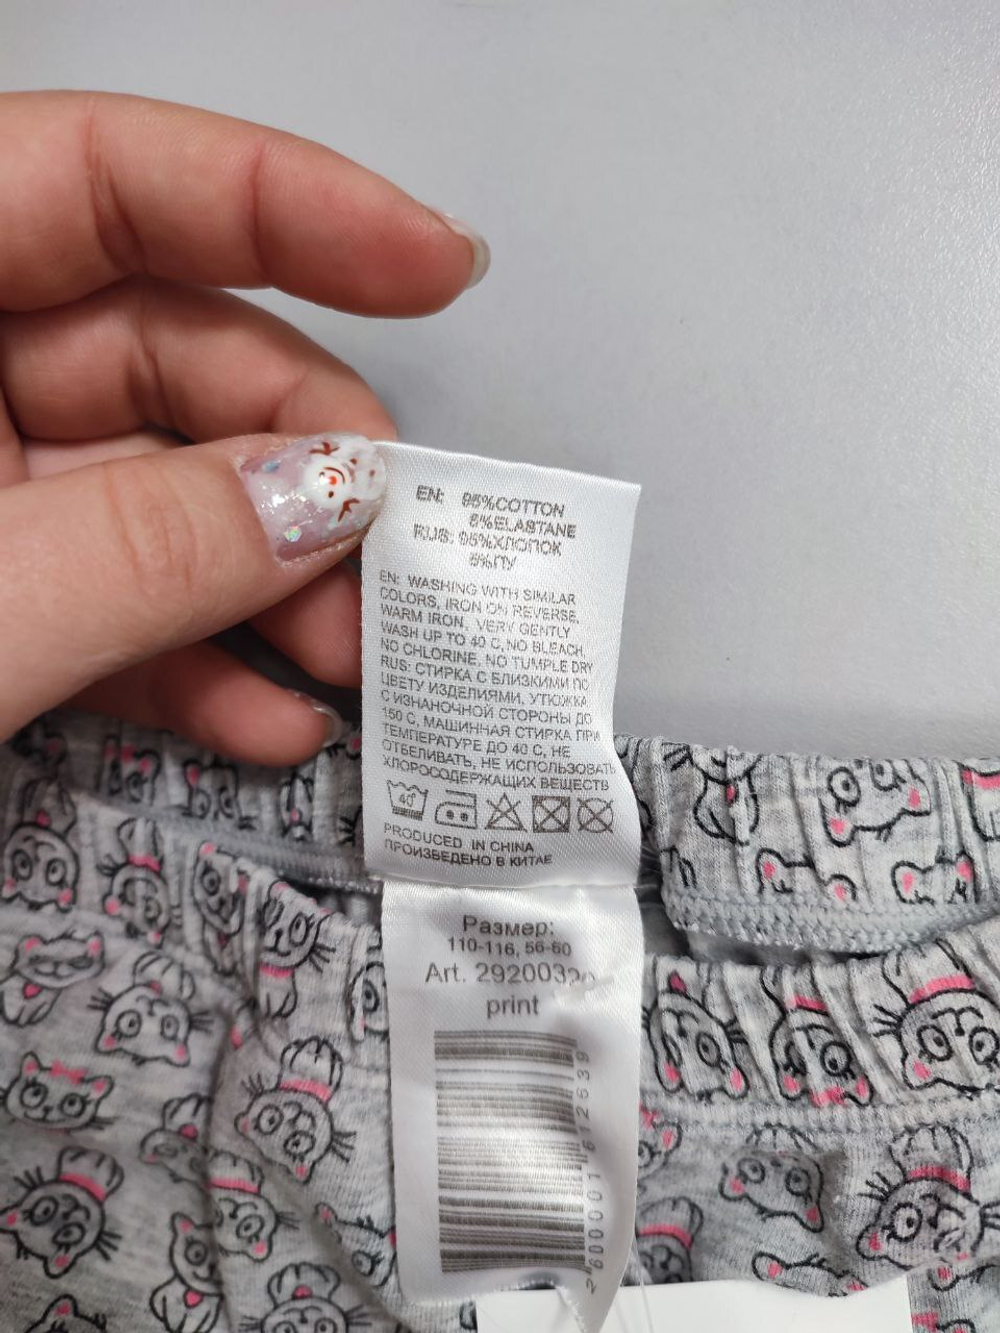 EN: 95%COTTON
5%ELASTANE
RUS: 95%ХЛОПОК
5%ПУ
EN: WASHING WITH SIMILAR
COLORS, IRON ON REVERSE,
WARM IRON, VERY GENTLY
WASH UP TO 40 C, NO BLEACH,
NO CHLORINE, NO TUMPLE DRY
RUS: СТИРКА С БЛИЗКИМИ ПО
ЦВЕТУ ИЗДЕЛИЯМИ, УТЮЖКА
С ИЗНАНОЧНОЙ СТОРОНЫ ДО
150 С, МАШИННАЯ СТИРКА ПРИ
ТЕМПЕРАТУРЕ ДО 40 С, НЕ
ОТБЕЛИВАТЬ, НЕ ИСПОЛЬЗОВАТЬ
ХЛОРОСОДЕРЖАЩИХ ВЕЩЕСТВ
40°
PRODUCED IN CHINA
ПРОИЗВЕДЕНО В КИТАЕ
Размер:
110-116, 56-60
Art.
print